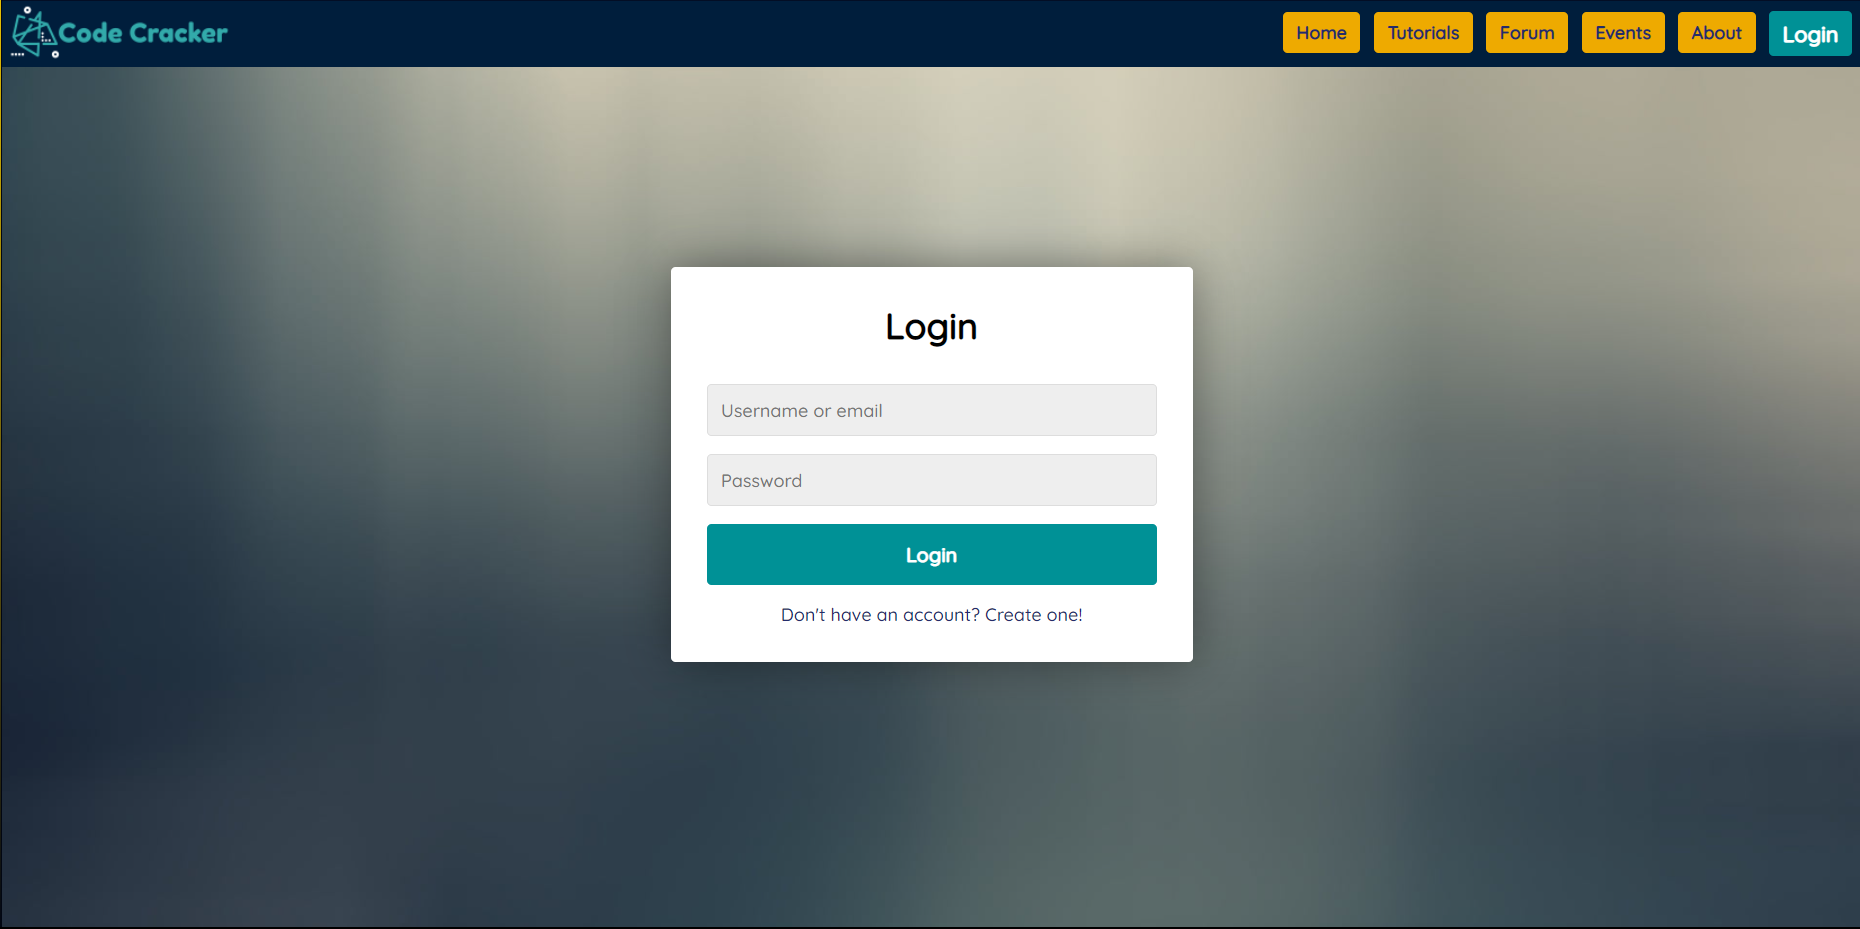 Code Cracker
Home Tutorials Forum Events About Login
Login
Username or email
Password
Login
Don't have an account? Create one!